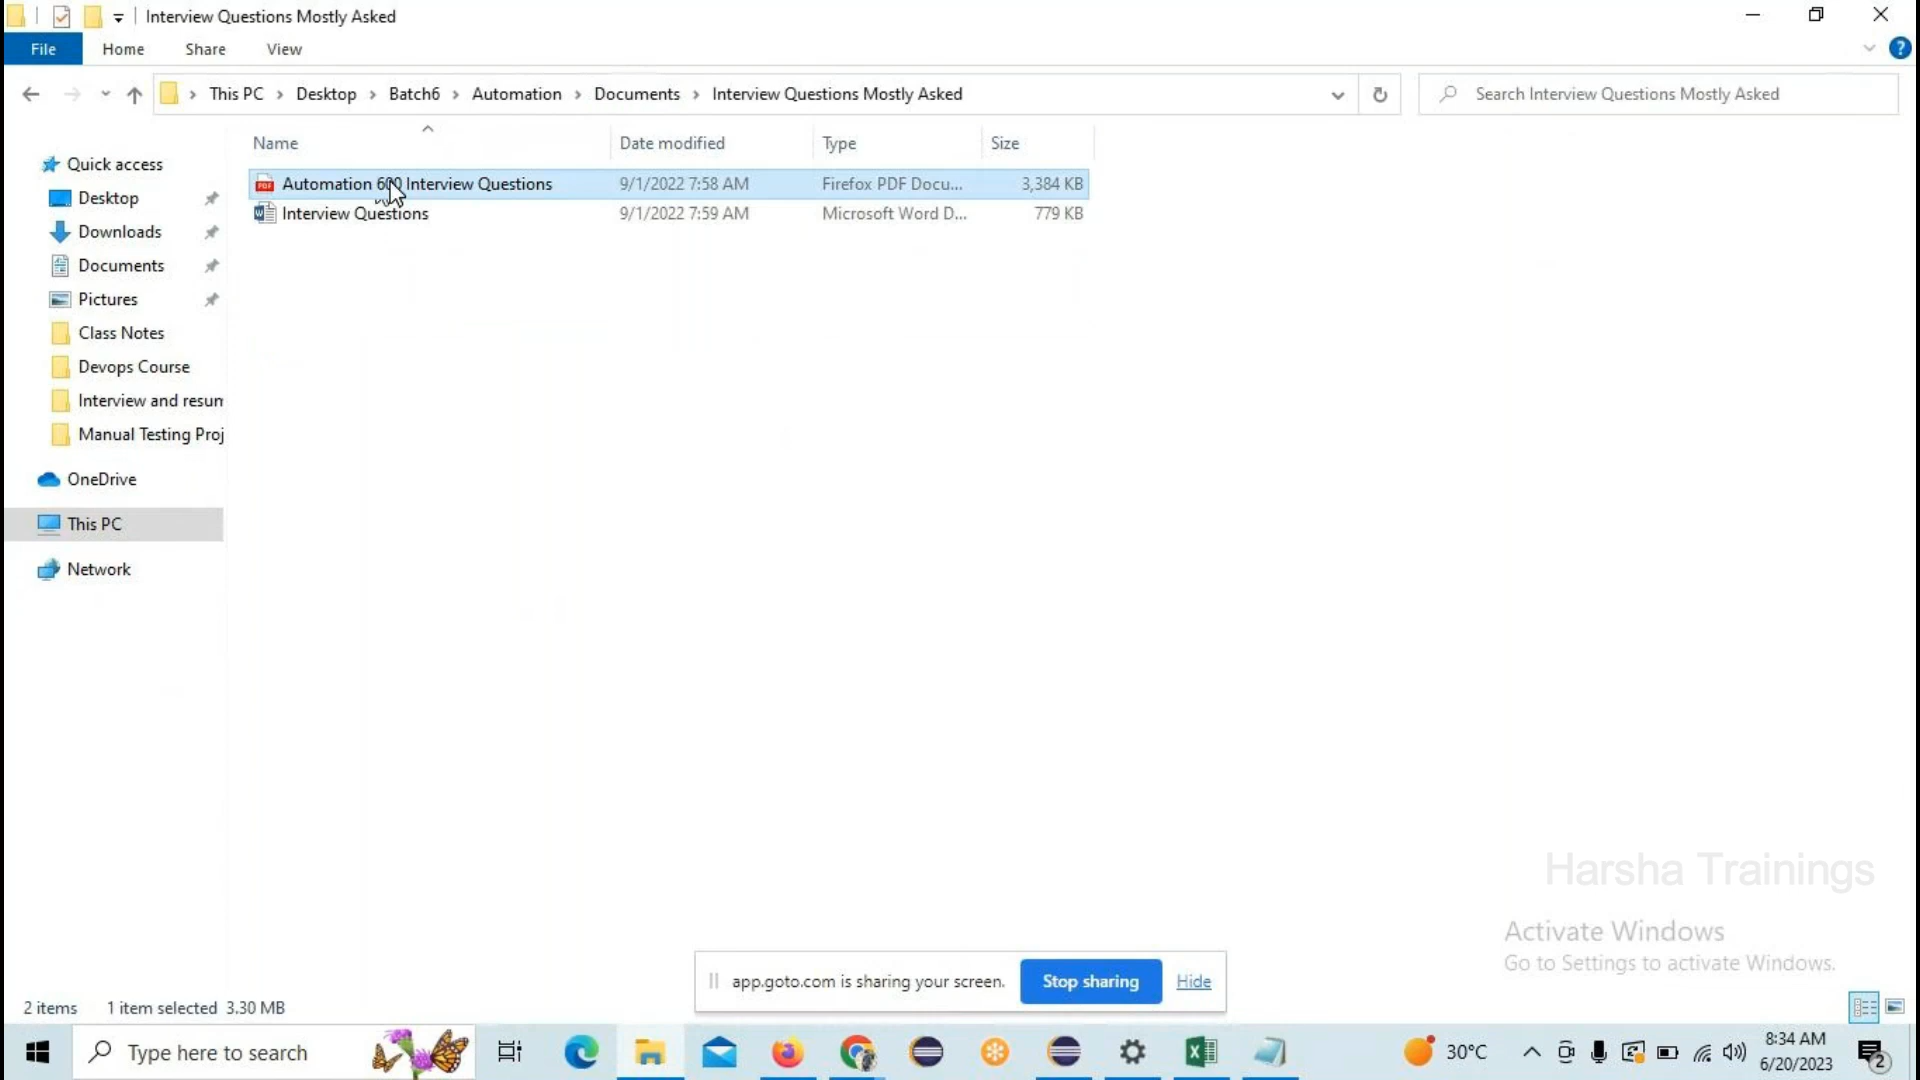 Interview Questions Mostly Asked
File Home Share View
This PC Desktop Batch6 Automation Documents Interview Questions Mostly Asked
Search Interview Questions Mostly Asked
Name Date modified Type Size
Quick access
Automation 600 Interview Questions 9/1/2022 7:58 AM Firefox PDF Docu... 3,384 KB
Desktop
Interview Questions 9/1/2022 7:59 AM Microsoft Word D... 779 KB
Downloads
Documents
Pictures
Class Notes
Devops Course
Interview and resum
Manual Testing Proj
OneDrive
This PC
Network
Harsha Trainings
Activate Windows
Go to Settings to activate Windows.
app.goto.com is sharing your screen. Stop sharing Hide
2 items 1 item selected 3.30 MB
Type here to search
30°C
8:34 AM
6/20/2023
2